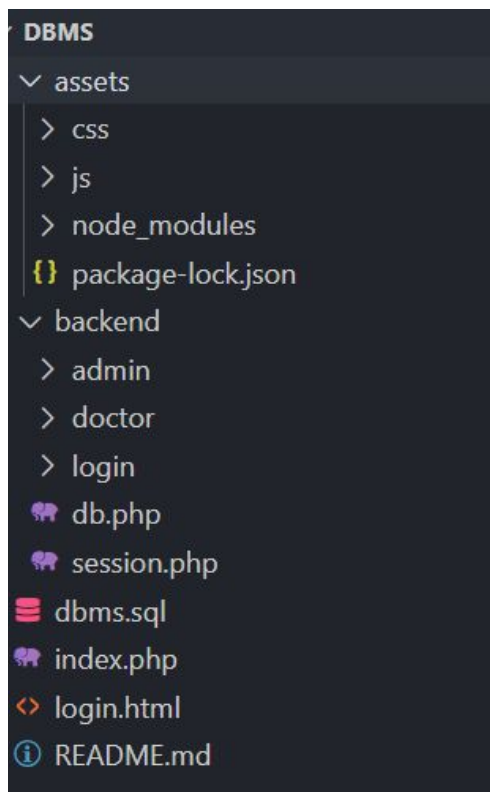 DBMS
assets
css
js
node_modules
{} package-lock.json
backend
admin
doctor
login
db.php
session.php
dbms.sql
index.php
<> login.html
README.md